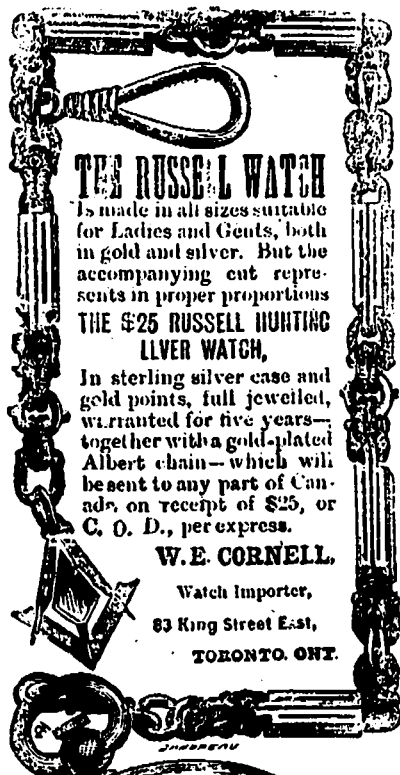 THE RUSSELL WATCH
Is made in all sizes suitable
for Ladies and Gents, both
in gold and silver. But the
accompanying cut repre-
sents in proper proportions
THE $25 RUSSELL HUNTING
LLVER WATCH,
In sterling silver case and
gold points, full jewelled,
warranted for five years—
together with a gold-plated
Albert chain—which will
be sent to any part of Can-
ada on receipt of $25, or
C. O. D., per express.
W. E. CORNELL,
Watch Importer,
83 King Street East,
TORONTO. ONT.